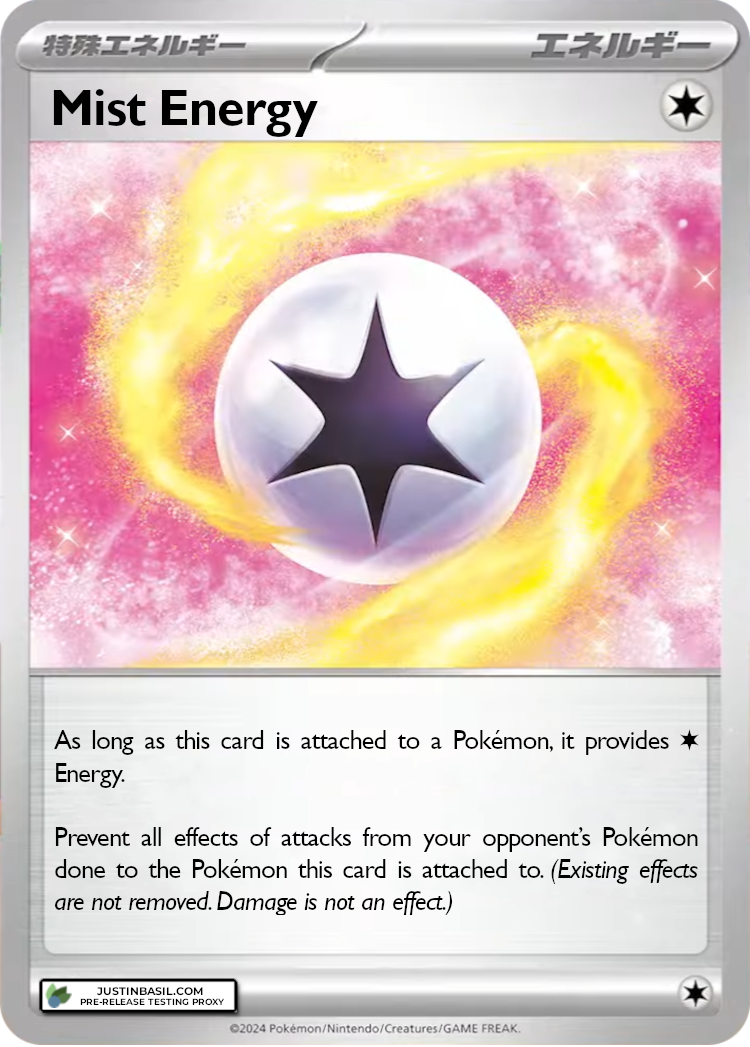 特殊エネルギー
エネルギー
Mist Energy
As long as this card is attached to a Pokémon, it provides
Energy.
Prevent all effects of attacks from your opponent's Pokémon
done to the Pokémon this card is attached to. (Existing effects
are not removed. Damage is not an effect.)
JUSTINBASIL.COM
PRE-RELEASE TESTING PROXY
©2024 Pokémon/Nintendo/Creatures/GAME FREAK.